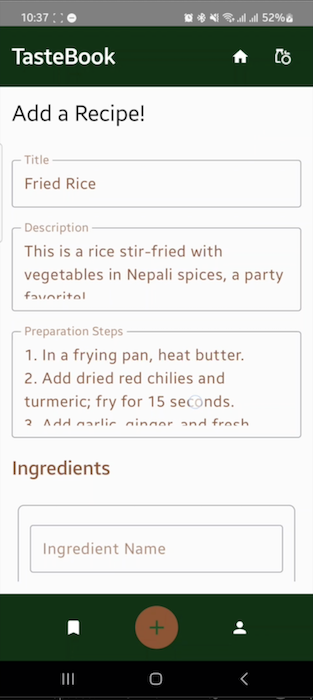 10:37 52%
TasteBook
Add a Recipe!
Title
Fried Rice
Description
This is a rice stir-fried with
vegetables in Nepali spices, a party
favorite!
Preparation Steps
1. In a frying pan, heat butter.
2. Add dried red chilies and
turmeric; fry for 15 seconds.
3. Add garlic, ginger, and fresh
Ingredients
Ingredient Name